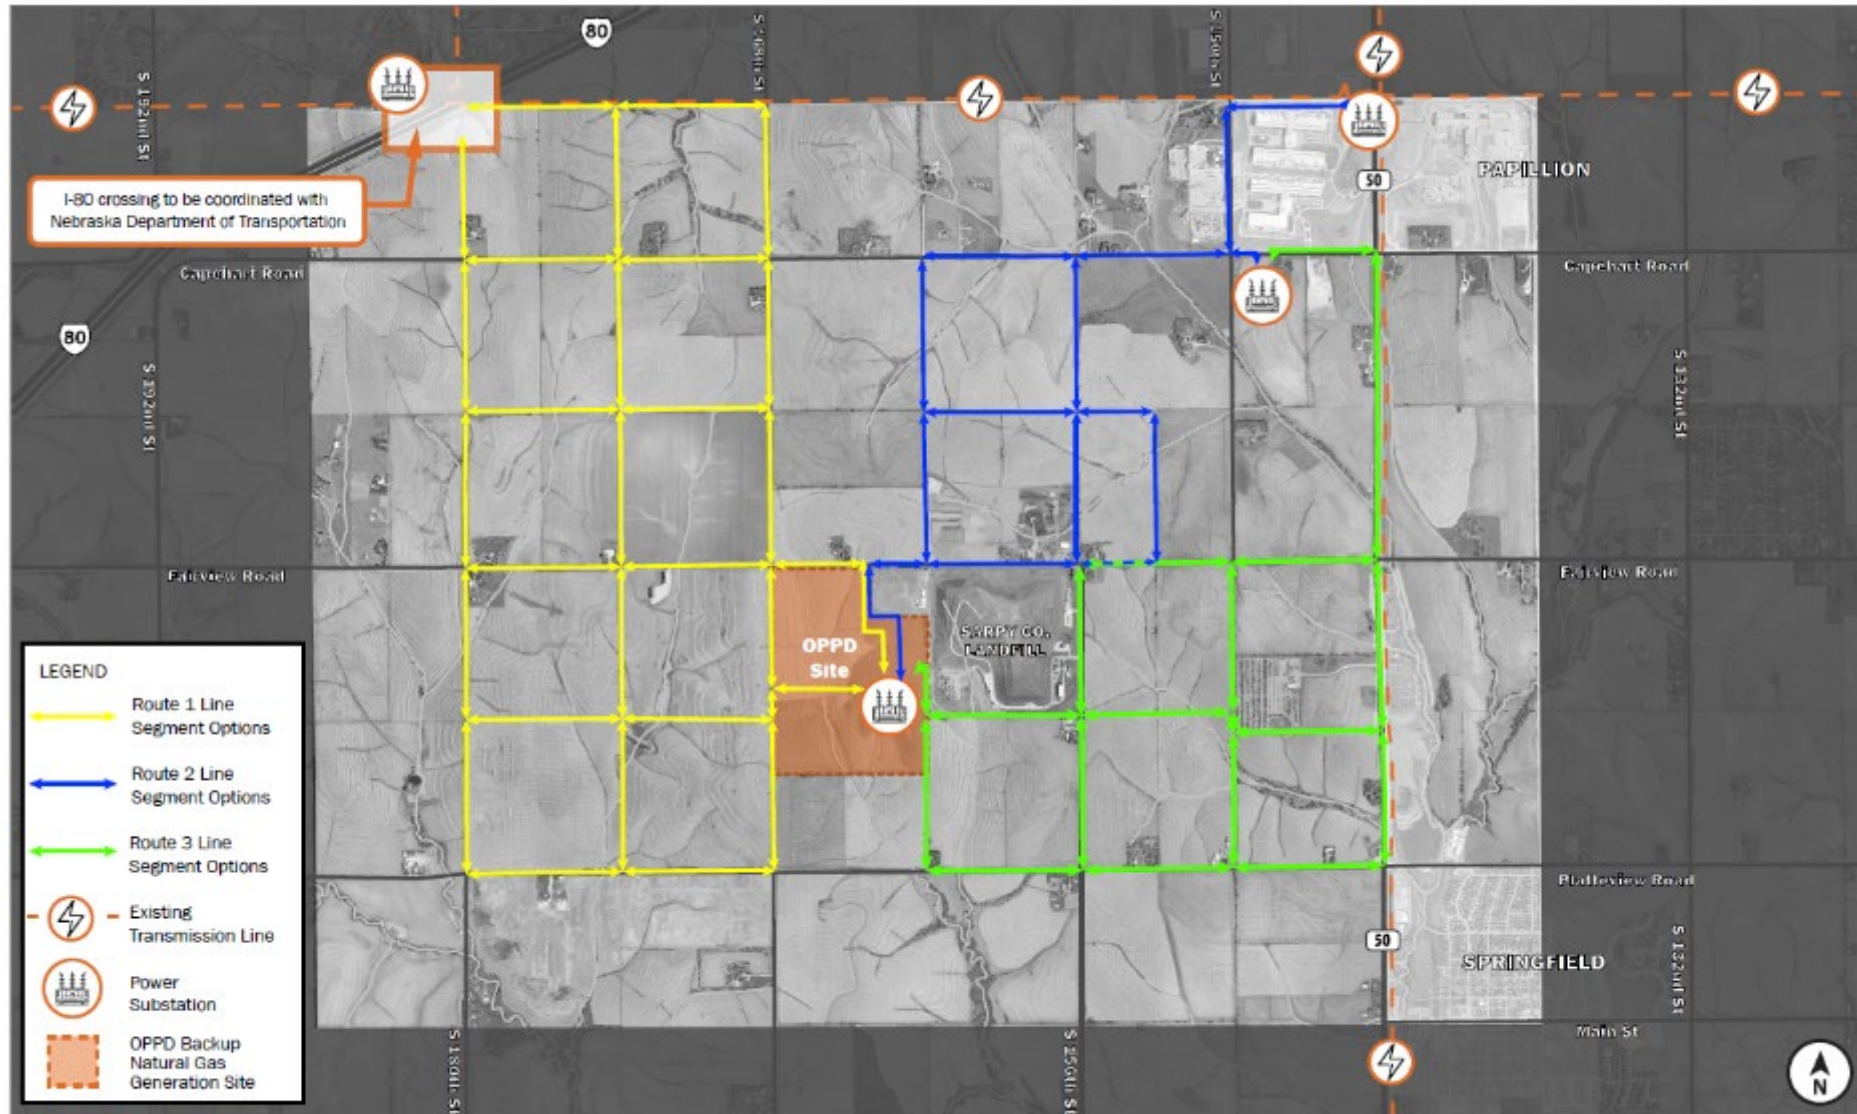 80
S 168th St
S 150th St
S 192nd St
I-80 crossing to be coordinated with
Nebraska Department of Transportation
PAPILLION
50
Capehart Road
Capehart Road
80
S 192nd St
S 132nd St
Fairview Road
Fairview Road
OPPD
Site
SARPY CO.
LANDFILL
LEGEND
Route 1 Line
Segment Options
Route 2 Line
Segment Options
Route 3 Line
Segment Options
Existing
Transmission Line
Power
Substation
OPPD Backup
Natural Gas
Generation Site
Platteview Road
50
SPRINGFIELD
S 132nd St
Main St
S 180th St
N